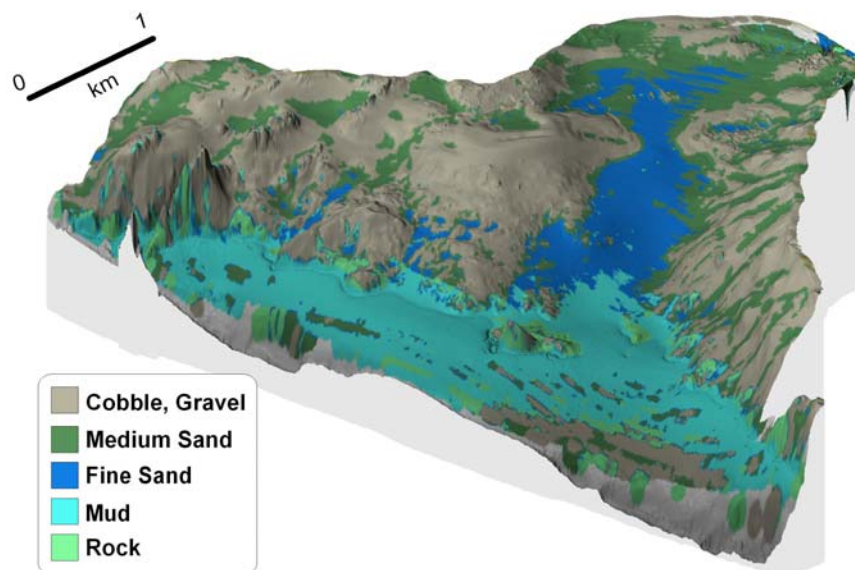 0
1
km
Cobble, Gravel
Medium Sand
Fine Sand
Mud
Rock